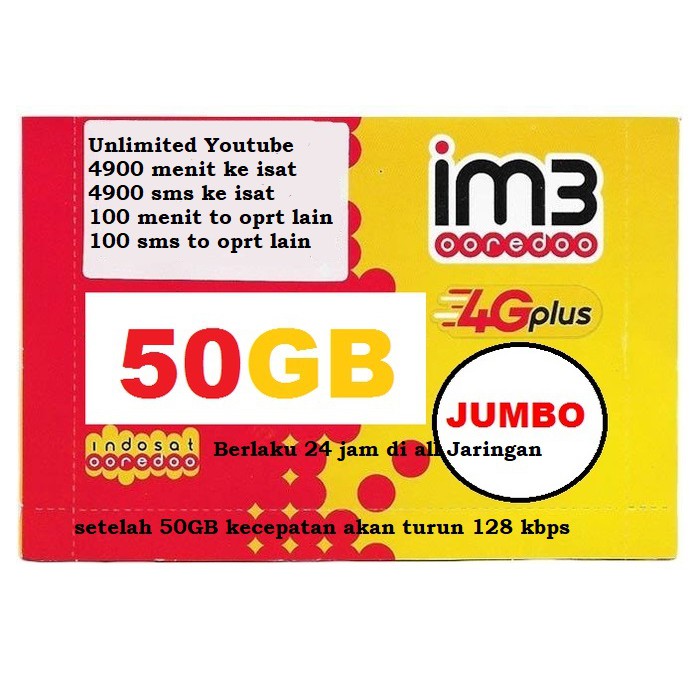 Unlimited Youtube
4900 menit ke isat
4900 sms ke isat
100 menit to oprt lain
100 sms to oprt lain
im3
ooredoo
4Gplus
50GB
JUMBO
indosat
ooredoo
Berlaku 24 jam di all Jaringan
setelah 50GB kecepatan akan turun 128 kbps